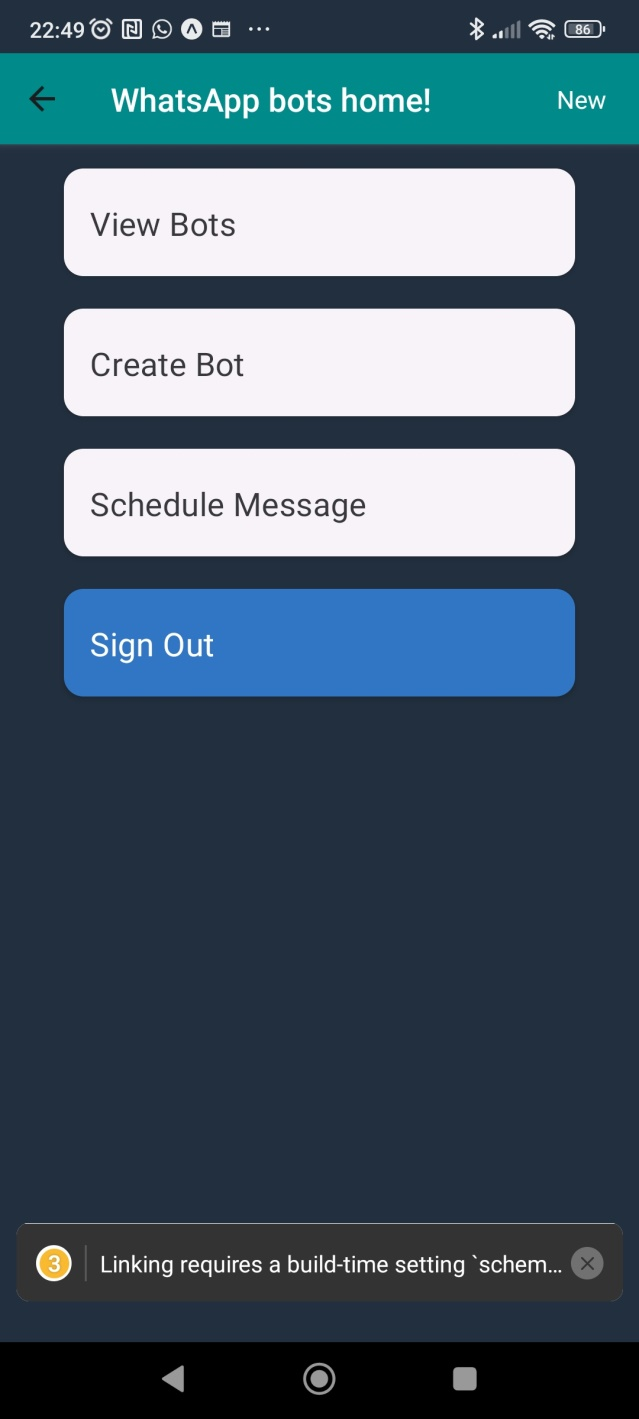 22:49
86
WhatsApp bots home!
New
View Bots
Create Bot
Schedule Message
Sign Out
3
Linking requires a build-time setting `schem...